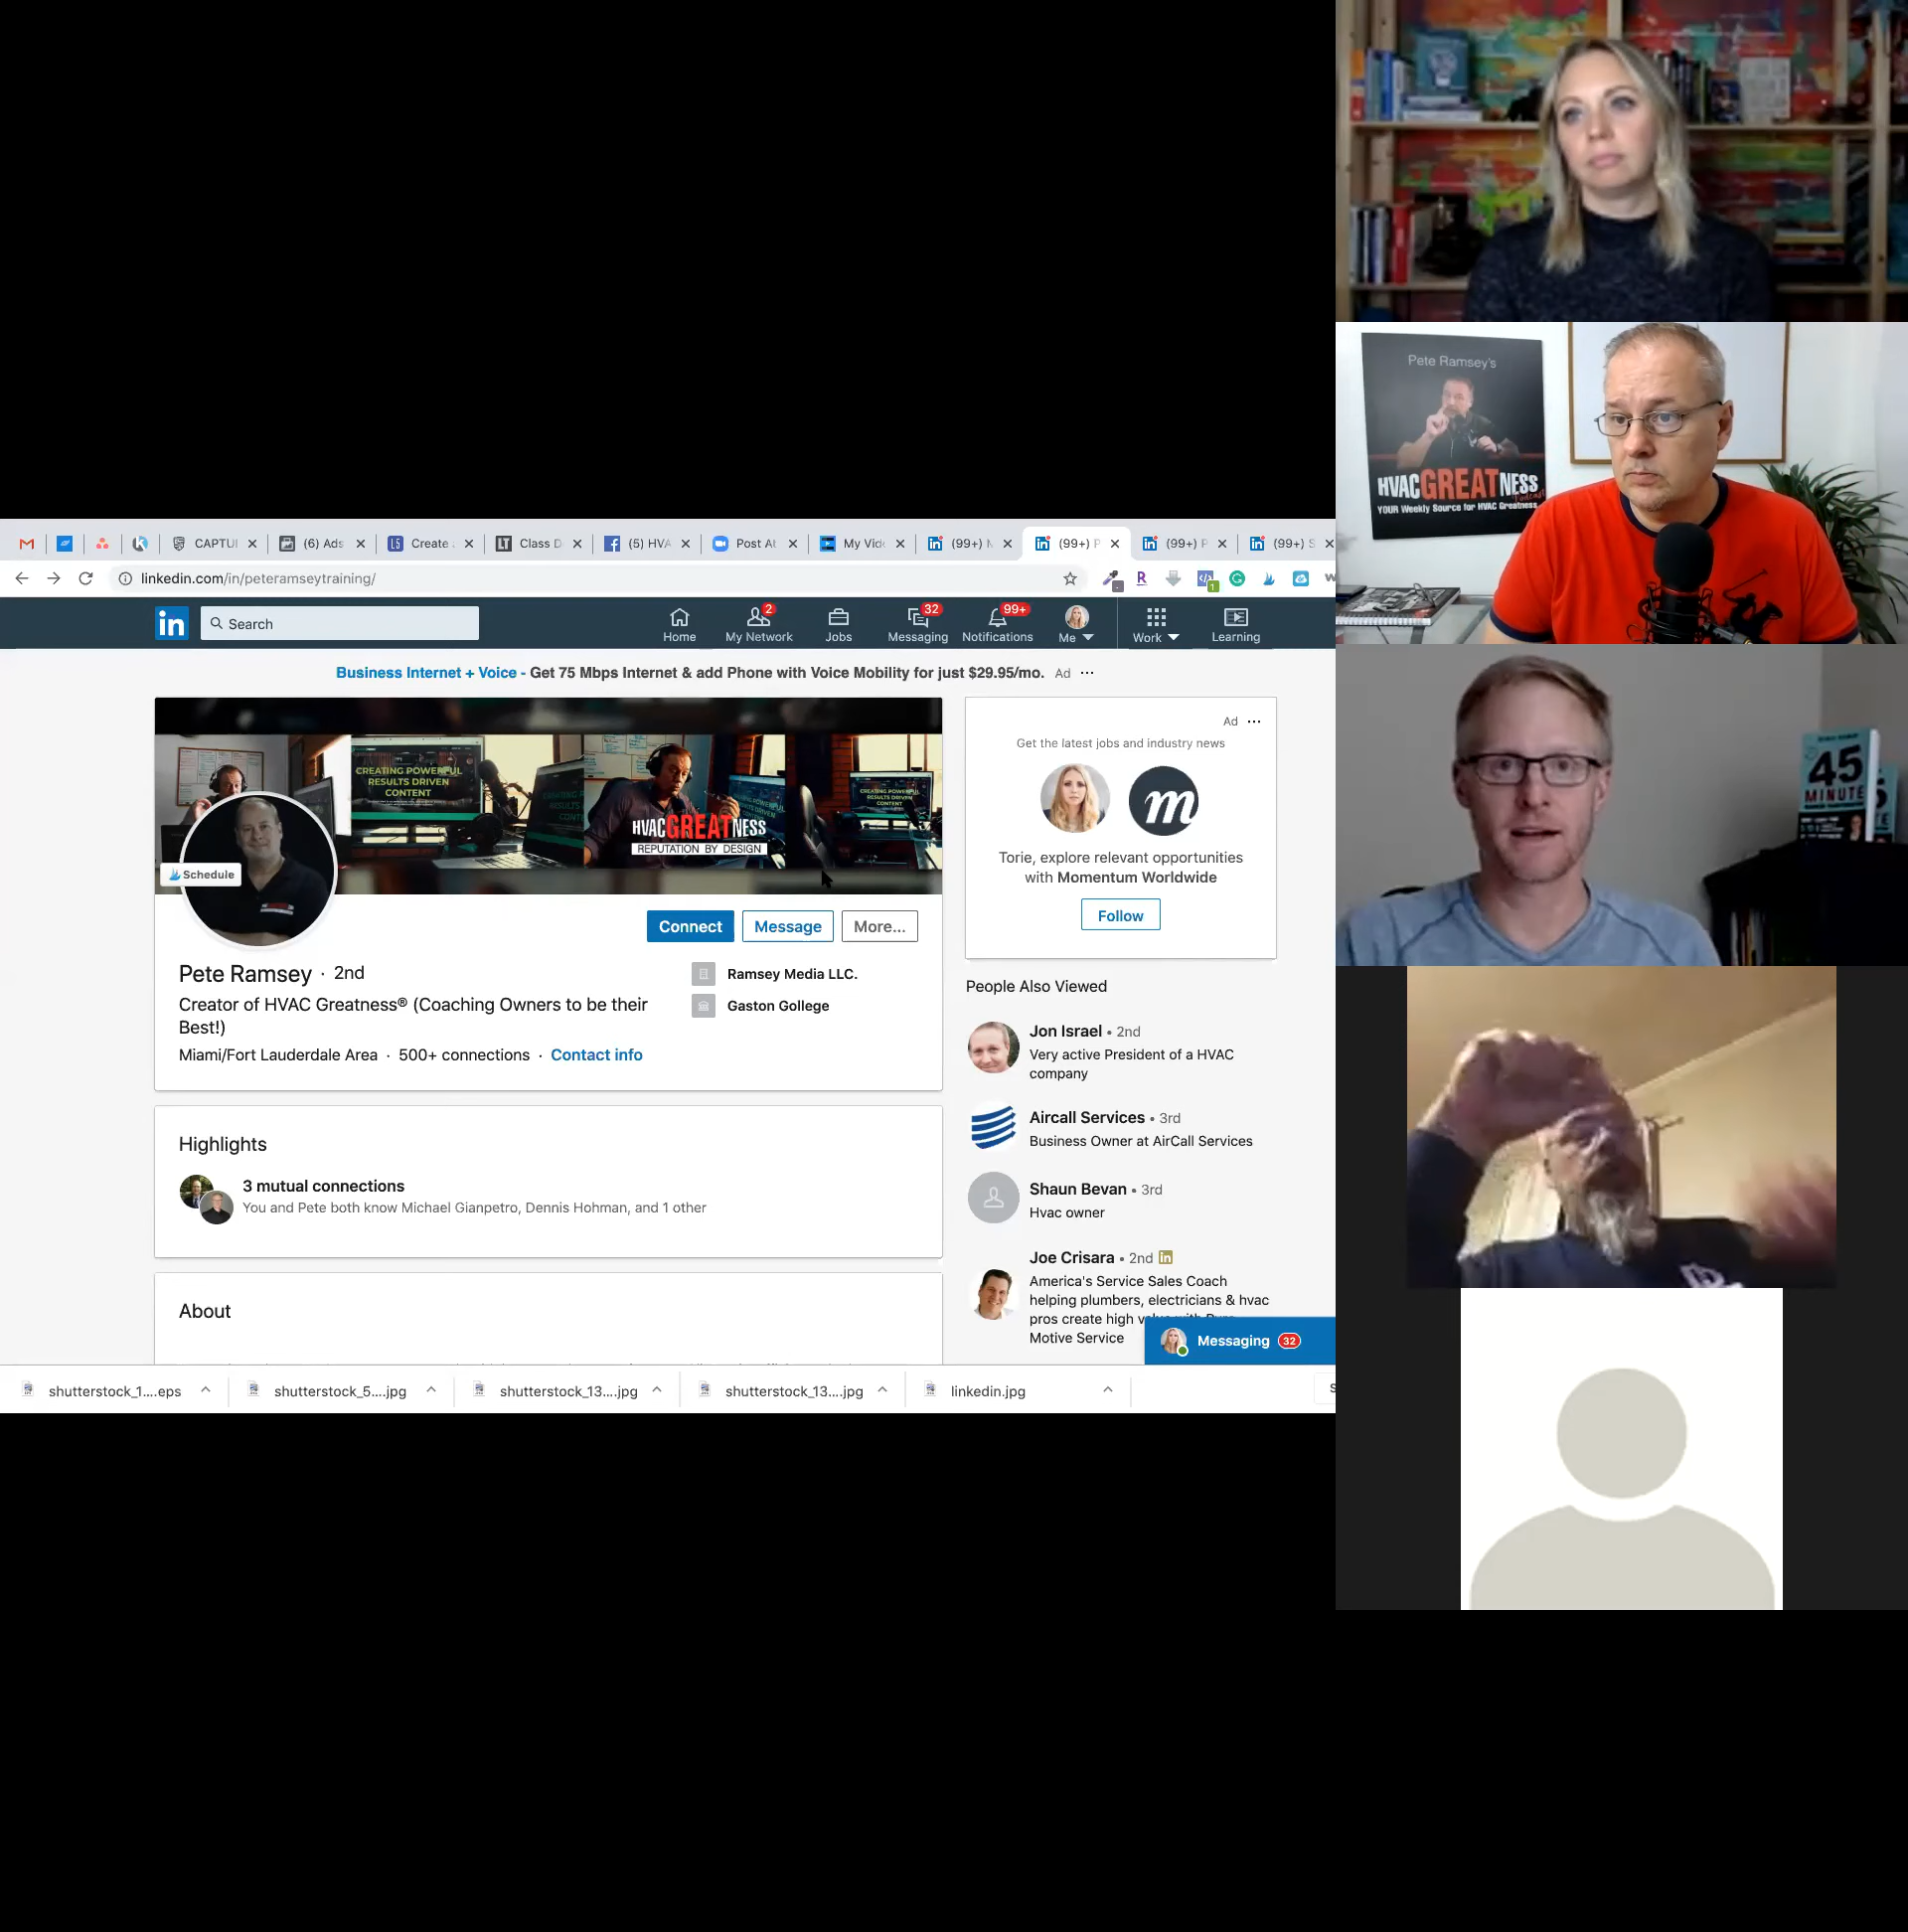 CAPTUI
(6) Ads
Create
Class D
(5) HVA
Post At
My Vide
(99+) N
(99+) P
(99+) P
(99+) S
linkedin.com/in/peteramseytraining/
in
Search
Home
2
My Network
Jobs
32
Messaging
99+
Notifications
Me
Work
Learning
Business Internet + Voice - Get 75 Mbps Internet & add Phone with Voice Mobility for just $29.95/mo. Ad
CREATING POWERFUL
RESULTS DRIVEN
CONTENT
HVACGREATNESS
REPUTATION BY DESIGN
Schedule
Connect
Message
More...
Pete Ramsey · 2nd
Creator of HVAC Greatness® (Coaching Owners to be their
Best!)
Miami/Fort Lauderdale Area · 500+ connections · Contact info
Ramsey Media LLC.
Gaston Gollege
Highlights
3 mutual connections
You and Pete both know Michael Gianpetro, Dennis Hohman, and 1 other
About
Ad
Get the latest jobs and industry news
m
Torie, explore relevant opportunities
with Momentum Worldwide
Follow
People Also Viewed
Jon Israel • 2nd
Very active President of a HVAC
company
Aircall Services • 3rd
Business Owner at AirCall Services
Shaun Bevan • 3rd
Hvac owner
Joe Crisara • 2nd in
America's Service Sales Coach
helping plumbers, electricians & hvac
pros create high value with Pure
Motive Service
Messaging 32
shutterstock_1....eps
shutterstock_5....jpg
shutterstock_13....jpg
shutterstock_13....jpg
linkedin.jpg
Pete Ramsey's
HVACGREATNESS
Podcast
YOUR Weekly Source for HVAC Greatness
45
MINUTE